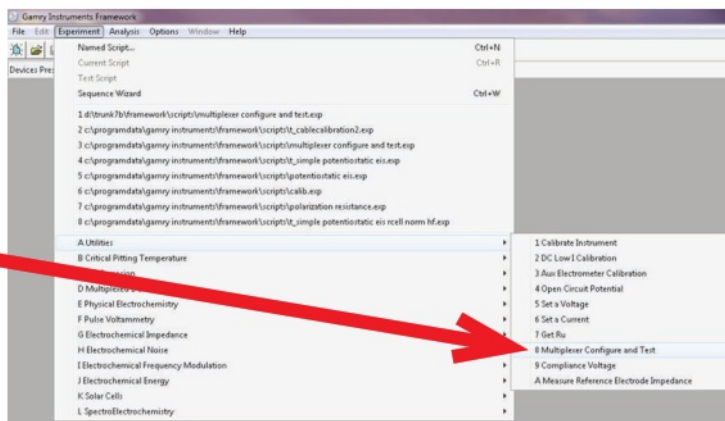 Gamry Instruments Framework
File Edit Experiment Analysis Options Window Help
Devices Pres
Named Script... Ctrl+N
Current Script Ctrl+R
Test Script
Sequence Wizard Ctrl+W
1 d:\trunk7b\framework\scripts\multiplexer configure and test.exp
2 c:\programdata\gamry instruments\framework\scripts\t_cablecalibration2.exp
3 c:\programdata\gamry instruments\framework\scripts\multiplexer configure and test.exp
4 c:\programdata\gamry instruments\framework\scripts\t_simple potentiostatic eis.exp
5 c:\programdata\gamry instruments\framework\scripts\potentiostatic eis.exp
6 c:\programdata\gamry instruments\framework\scripts\calib.exp
7 c:\programdata\gamry instruments\framework\scripts\polarization resistance.exp
8 c:\programdata\gamry instruments\framework\scripts\t_simple potentiostatic eis rcell norm hf.exp
A Utilities
B Critical Pitting Temperature
D Multiplexed
E Physical Electrochemistry
F Pulse Voltammetry
G Electrochemical Impedance
H Electrochemical Noise
I Electrochemical Frequency Modulation
J Electrochemical Energy
K Solar Cells
L SpectroElectrochemistry
1 Calibrate Instrument
2 DC Low I Calibration
3 Aux Electrometer Calibration
4 Open Circuit Potential
5 Set a Voltage
6 Set a Current
7 Get Ru
8 Multiplexer Configure and Test
9 Compliance Voltage
A Measure Reference Electrode Impedance